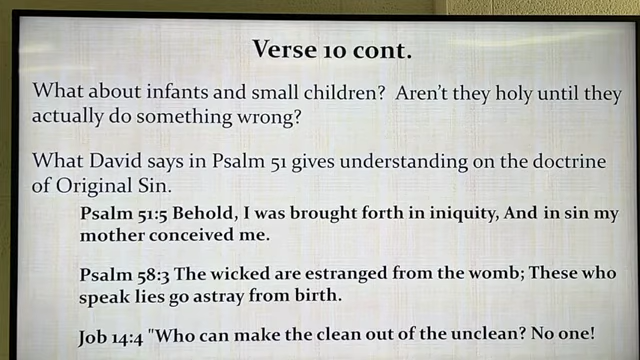 Verse 10 cont.
What about infants and small children? Aren't they holy until they
actually do something wrong?
What David says in Psalm 51 gives understanding on the doctrine
of Original Sin.
Psalm 51:5 Behold, I was brought forth in iniquity, And in sin my
mother conceived me.
Psalm 58:3 The wicked are estranged from the womb; These who
speak lies go astray from birth.
Job 14:4 "Who can make the clean out of the unclean? No one!